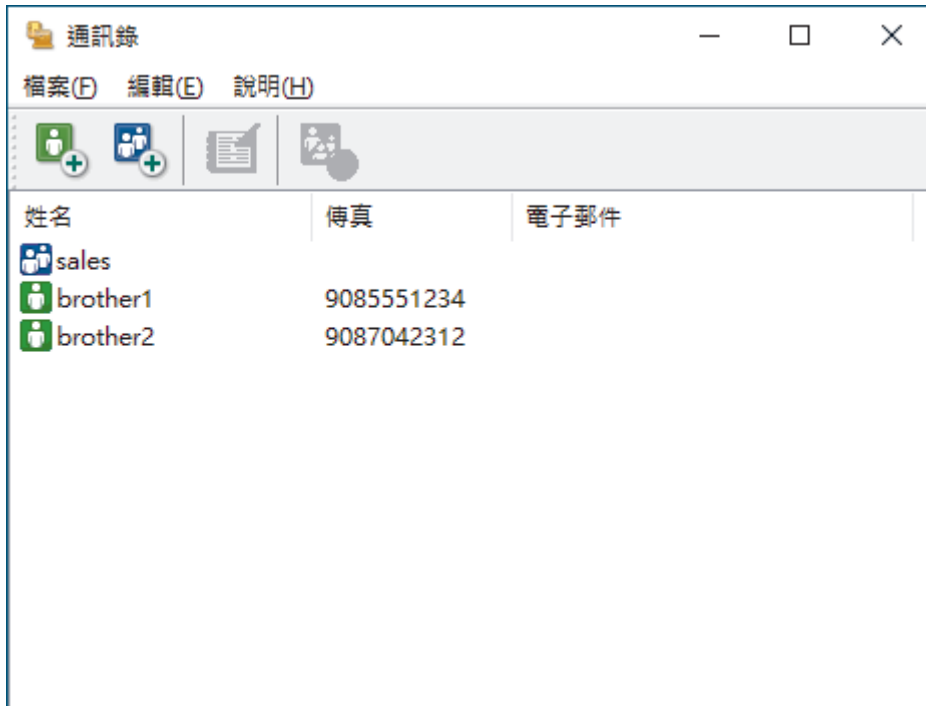 通訊錄
檔案(F) 編輯(E) 說明(H)
姓名 傳真 電子郵件
sales
brother1 9085551234
brother2 9087042312